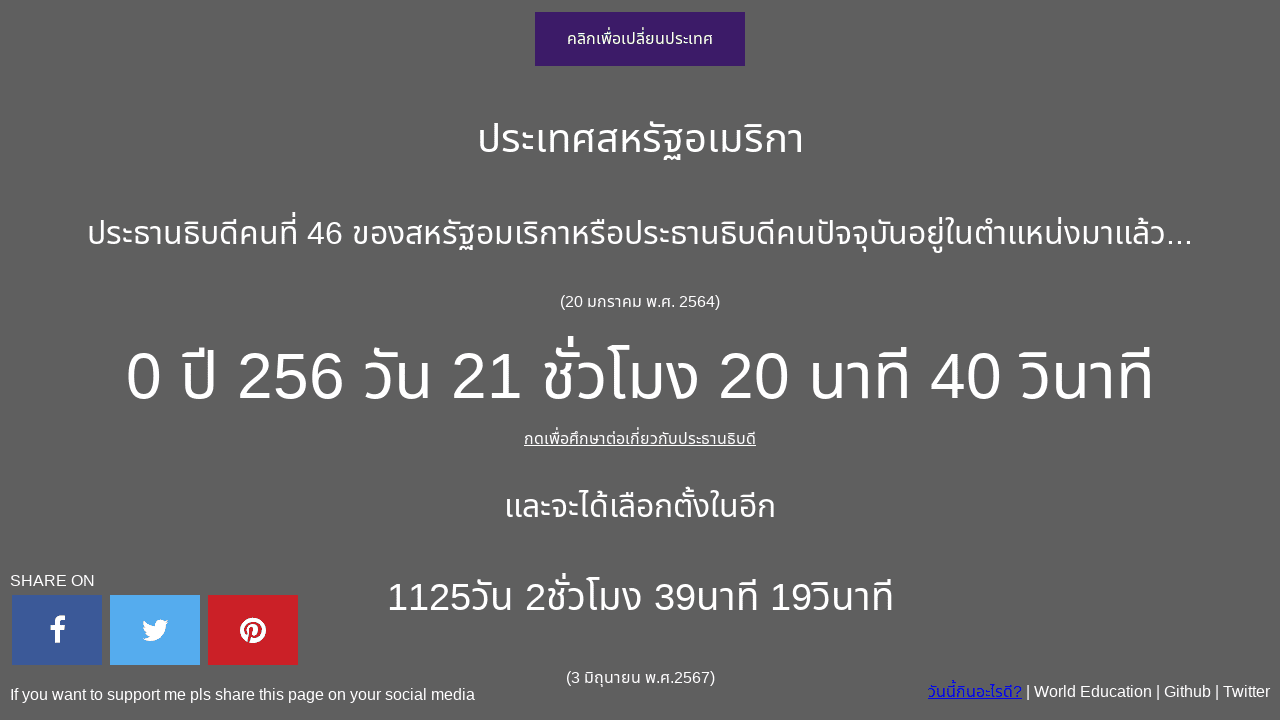 คลิกเพื่อเปลี่ยนประเทศ
ประเทศสหรัฐอเมริกา
ประธานธิบดีคนที่ 46 ของสหรัฐอมเริกาหรือประธานธิบดีคนปัจจุบันอยู่ในตำแหน่งมาแล้ว...
(20 มกราคม พ.ศ. 2564)
0 ปี 256 วัน 21 ชั่วโมง 20 นาที 40 วินาที
กดเพื่อศึกษาต่อเกี่ยวกับประธานธิบดี
และจะได้เลือกตั้งในอีก
1125วัน 2ชั่วโมง 39นาที 19วินาที
(3 มิถุนายน พ.ศ.2567)
SHARE ON
If you want to support me pls share this page on your social media
วันนี้กินอะไรดี? | World Education | Github | Twitter